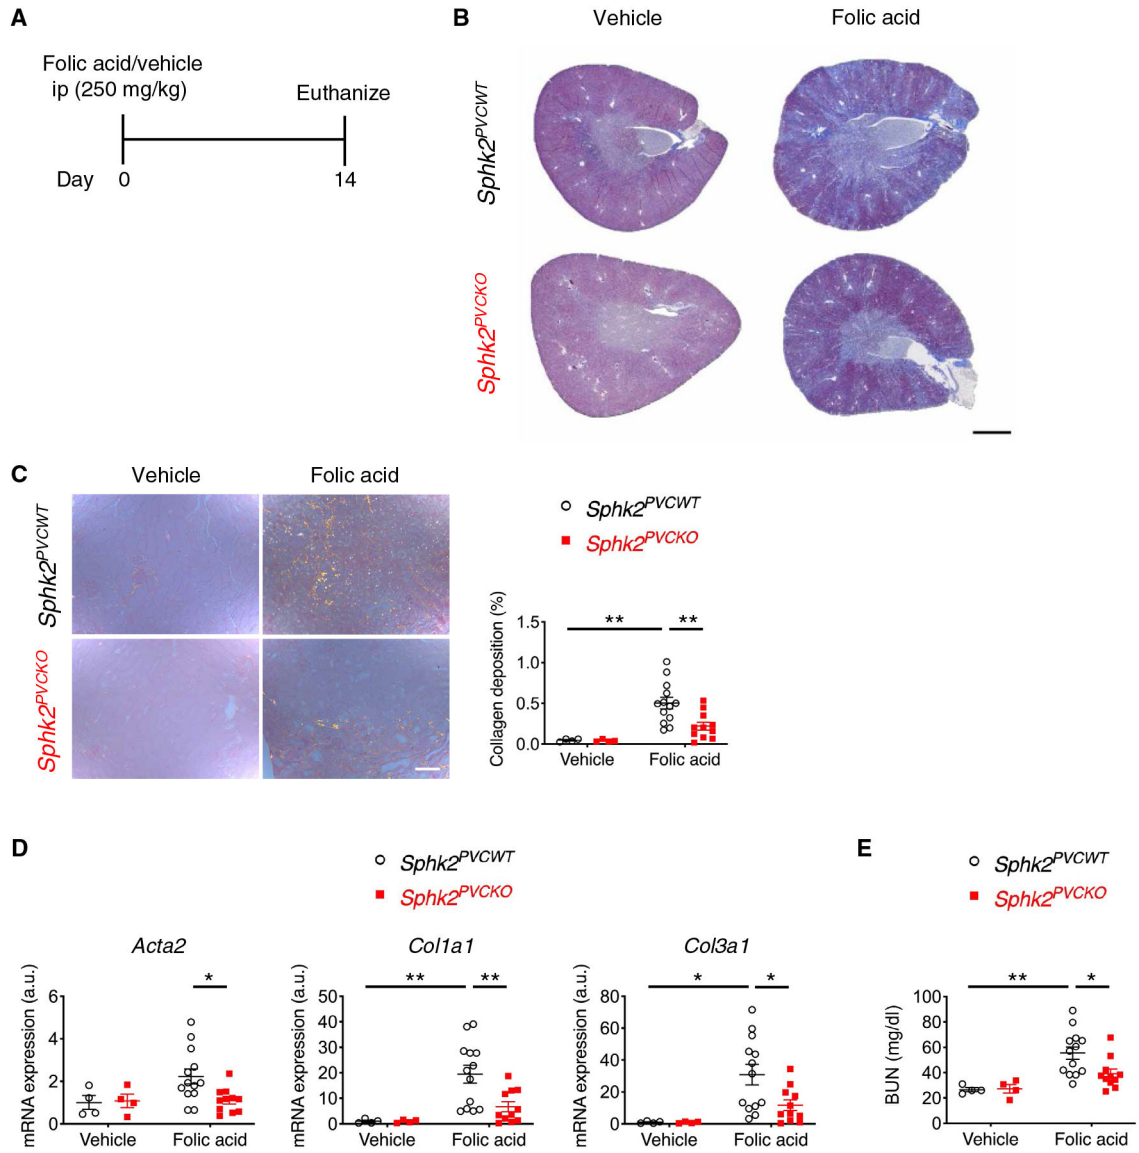 A
Folic acid/vehicle
ip (250 mg/kg)
Euthanize
Day 0 14
B
Vehicle Folic acid
Sphk2PVCWT
Sphk2PVCKO
C
Vehicle Folic acid
Sphk2PVCWT
Sphk2PVCKO
Sphk2PVCWT
Sphk2PVCKO
Collagen deposition (%)
** **
1.5
1.0
0.5
0.0
Vehicle Folic acid
D
Sphk2PVCWT
Sphk2PVCKO
Acta2
mRNA expression (a.u.)
*
6
4
2
0
Vehicle Folic acid
Col1a1
mRNA expression (a.u.)
** **
50
40
30
20
10
0
Vehicle Folic acid
Col3a1
mRNA expression (a.u.)
* *
80
60
40
20
0
Vehicle Folic acid
E
Sphk2PVCWT
Sphk2PVCKO
BUN (mg/dl)
** *
100
80
60
40
20
0
Vehicle Folic acid